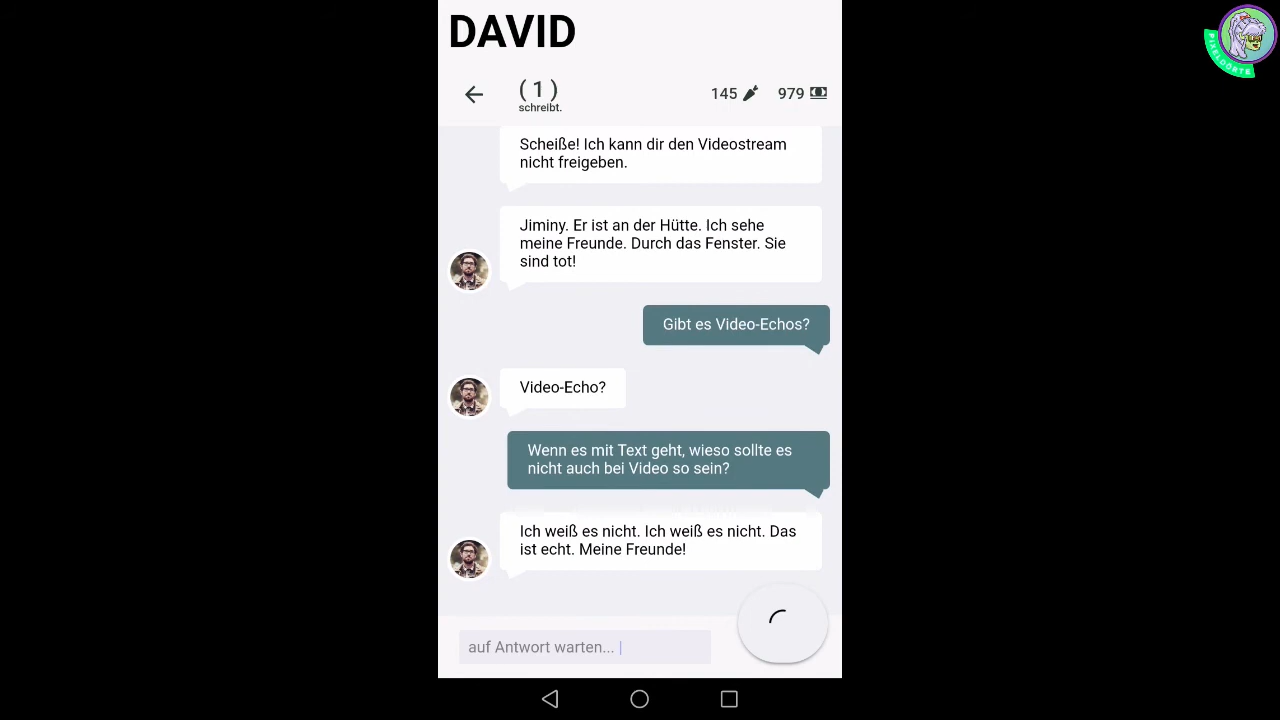 DAVID
( 1 )
schreibt.
145
979
Scheiße! Ich kann dir den Videostream
nicht freigeben.
Jiminy. Er ist an der Hütte. Ich sehe
meine Freunde. Durch das Fenster. Sie
sind tot!
Gibt es Video-Echos?
Video-Echo?
Wenn es mit Text geht, wieso sollte es
nicht auch bei Video so sein?
Ich weiß es nicht. Ich weiß es nicht. Das
ist echt. Meine Freunde!
auf Antwort warten...
PIXELDÖRTE